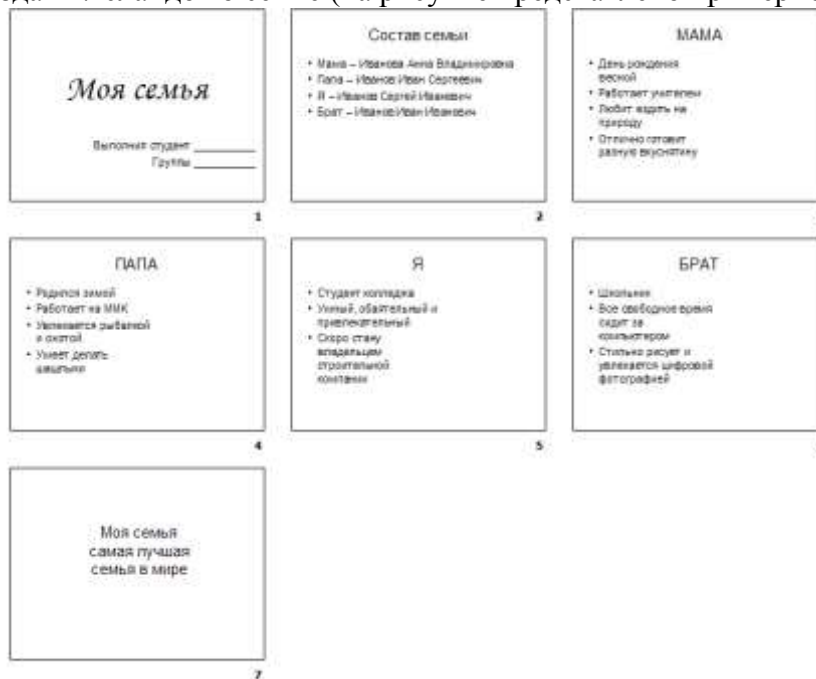 Моя семья
Выполнил студент
Группы
1
Состав семьи
• Мама – Иванова Анна Владимировна
• Папа – Иванов Иван Сергеевич
• Я – Иванов Сергей Иванович
• Брат – Иванов Иван Иванович
2
МАМА
• День рождения
весной
• Работает учителем
• Любит ездить на
природу
• Отлично готовит
разную вкуснятину
ПАПА
• Родился зимой
• Работает на ММК
• Увлекается рыбалкой
и охотой
• Умеет делать
шашлыки
4
Я
• Студент колледжа
• Умный, обаятельный и
привлекательный
• Скоро стану
владельцем
строительной
компании
5
БРАТ
• Школьник
• Все свободное время
сидит за
компьютером
• Стильно рисует и
увлекается цифровой
фотографией
Моя семья
самая лучшая
семья в мире
7